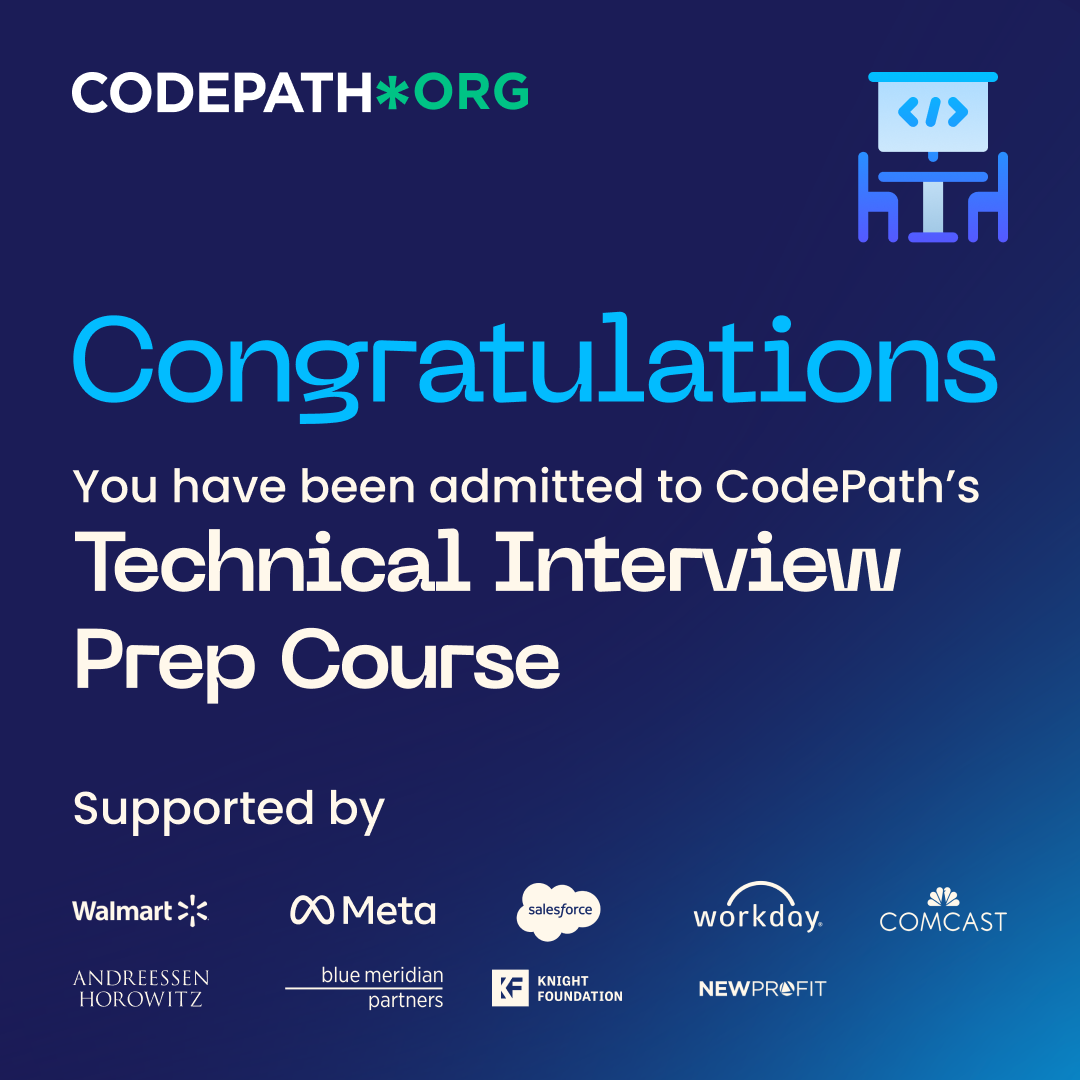 CODEPATH*ORG
</>
Congratulations
You have been admitted to CodePath’s
Technical Interview
Prep Course
Supported by
Walmart Meta salesforce workday® COMCAST
ANDREESSEN
HOROWITZ
blue meridian
partners
KF KNIGHT
FOUNDATION
NEWPROFIT